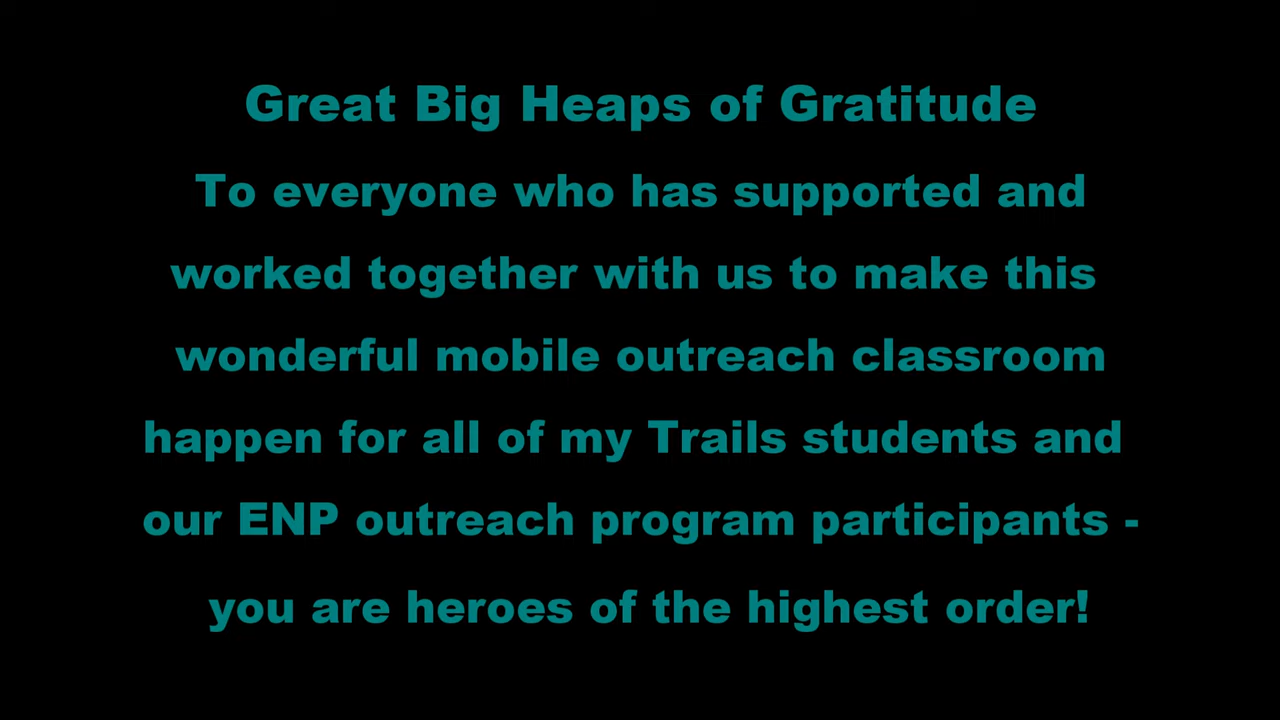 Great Big Heaps of Gratitude
To everyone who has supported and
worked together with us to make this
wonderful mobile outreach classroom
happen for all of my Trails students and
our ENP outreach program participants -
you are heroes of the highest order!